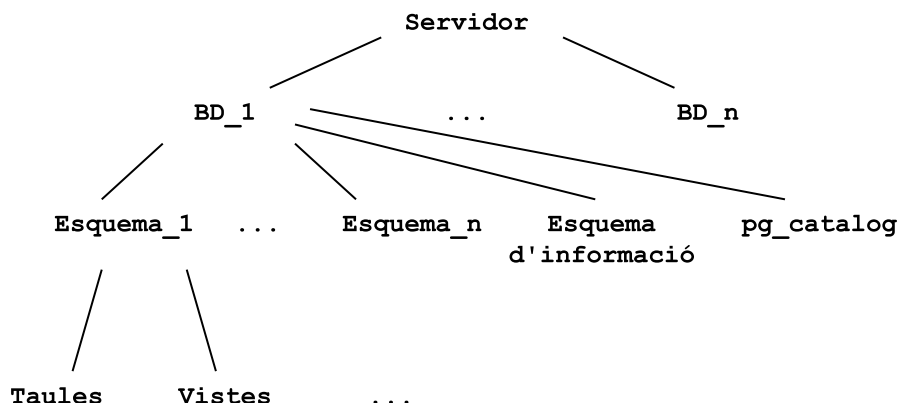 Servidor
BD_1 ... BD_n
Esquema_1 ... Esquema_n Esquema pg_catalog
d'informació
Taules Vistes ...